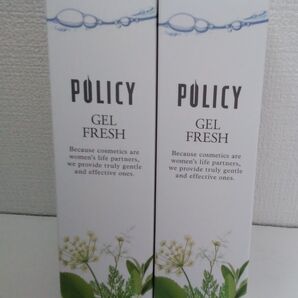 POLICY
GEL
FRESH
Because cosmetics are
women's life partners,
we provide truly gentle
and effective ones.
POLICY
GEL
FRESH
Because cosmetics are
women's life partners,
we provide truly gentle
and effective ones.